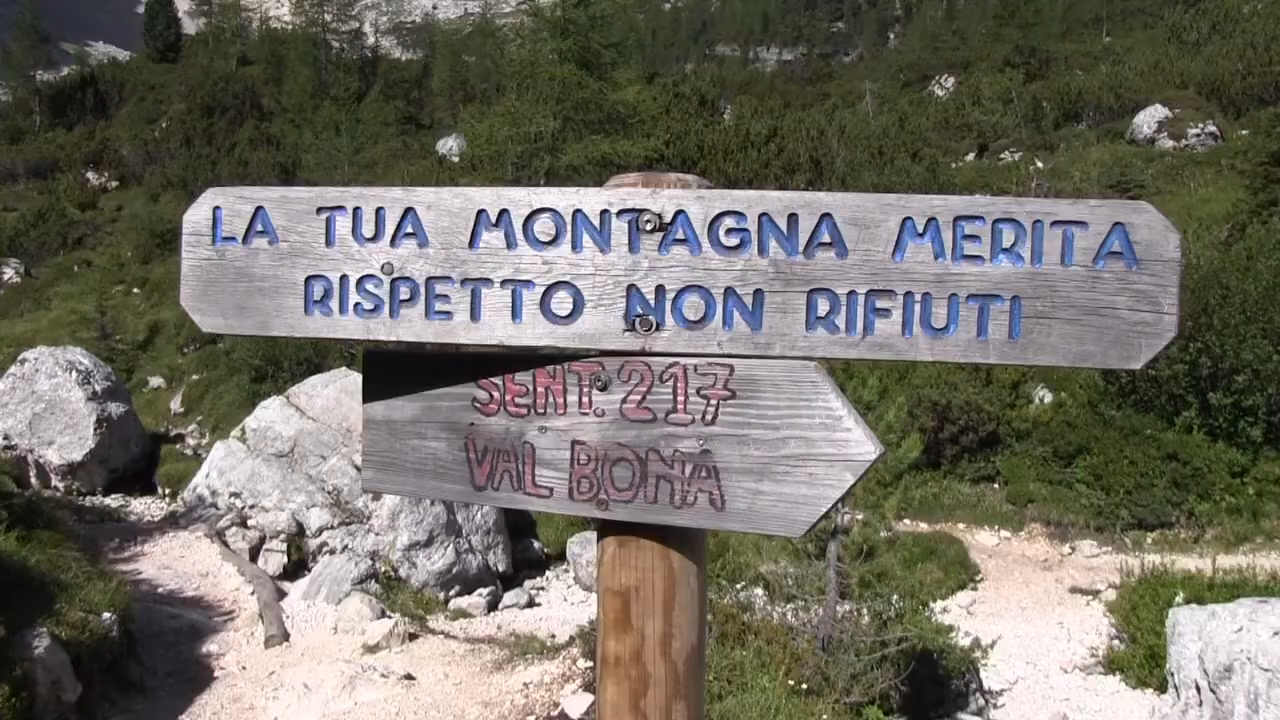 LA TUA MONTAGNA MERITA
RISPETTO NON RIFIUTI
SENT. 217
VAL BONA